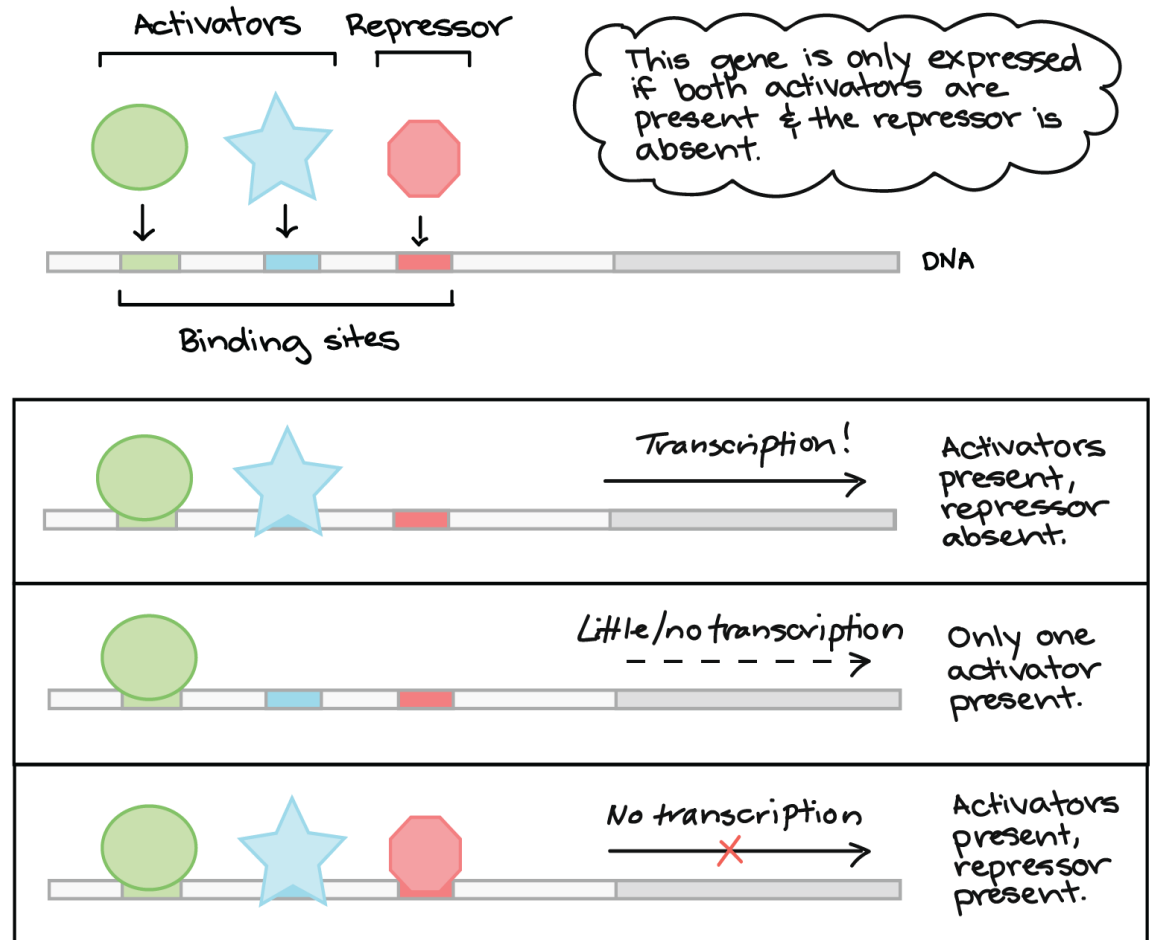 Activators
Repressor
This gene is only expressed
if both activators are
present & the repressor is
absent.
DNA
Binding sites
Transcription!
Activators
present,
repressor
absent.
Little/no transcription
Only one
activator
present.
No transcription
Activators
present,
repressor
present.